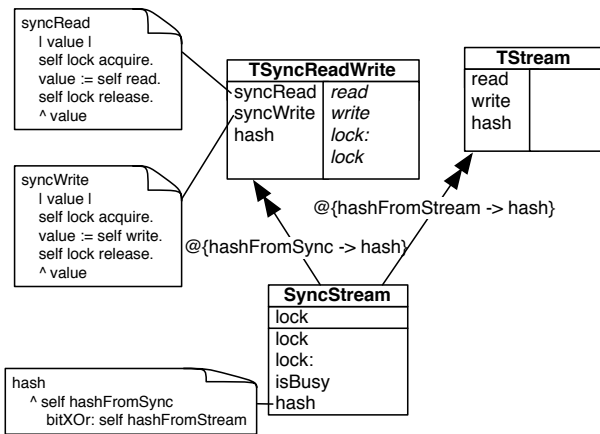 syncRead
| value |
self lock acquire.
value := self read.
self lock release.
^ value
syncWrite
| value |
self lock acquire.
value := self write.
self lock release.
^ value
TSyncReadWrite
syncRead
syncWrite
hash
read
write
lock:
lock
TStream
read
write
hash
@{hashFromStream -> hash}
@{hashFromSync -> hash}
SyncStream
lock
lock
lock:
isBusy
hash
hash
^ self hashFromSync
bitXOr: self hashFromStream